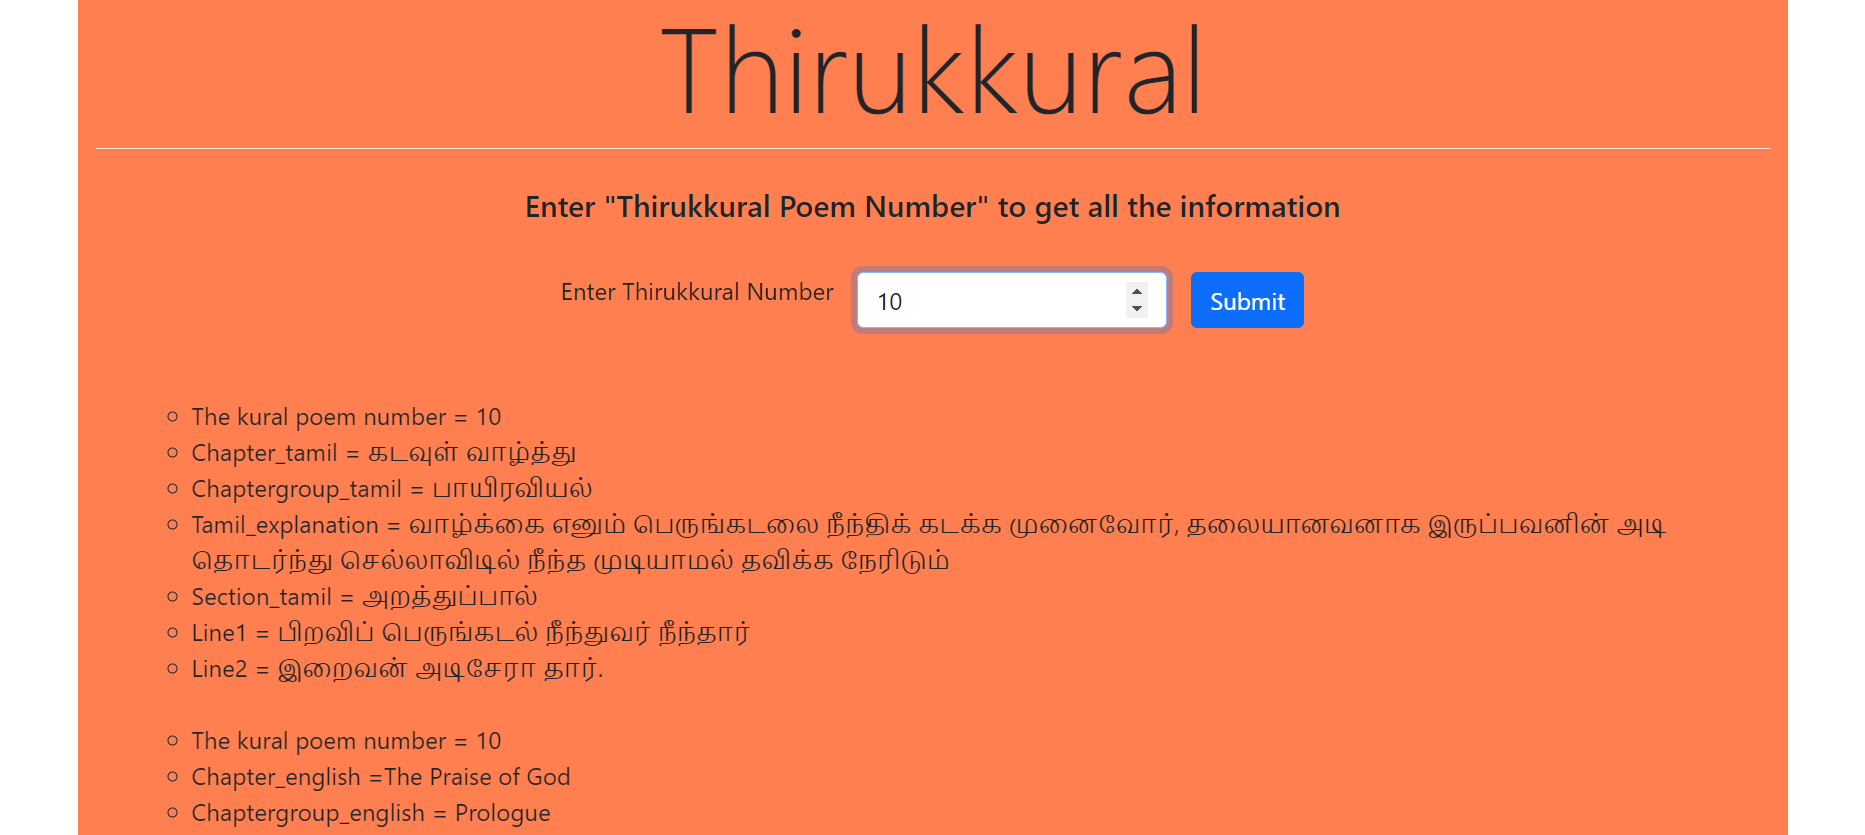 Thirukkural
Enter "Thirukkural Poem Number" to get all the information
Enter Thirukkural Number 10 Submit
The kural poem number = 10
Chapter_tamil = கடவுள் வாழ்த்து
Chaptergroup_tamil = பாயிரவியல்
Tamil_explanation = வாழ்க்கை எனும் பெருங்கடலை நீந்திக் கடக்க முனைவோர், தலையானவனாக இருப்பவனின் அடி
தொடர்ந்து செல்லாவிடில் நீந்த முடியாமல் தவிக்க நேரிடும்
Section_tamil = அறத்துப்பால்
Line1 = பிறவிப் பெருங்கடல் நீந்துவர் நீந்தார்
Line2 = இறைவன் அடிசேரா தார்.
The kural poem number = 10
Chapter_english =The Praise of God
Chaptergroup_english = Prologue